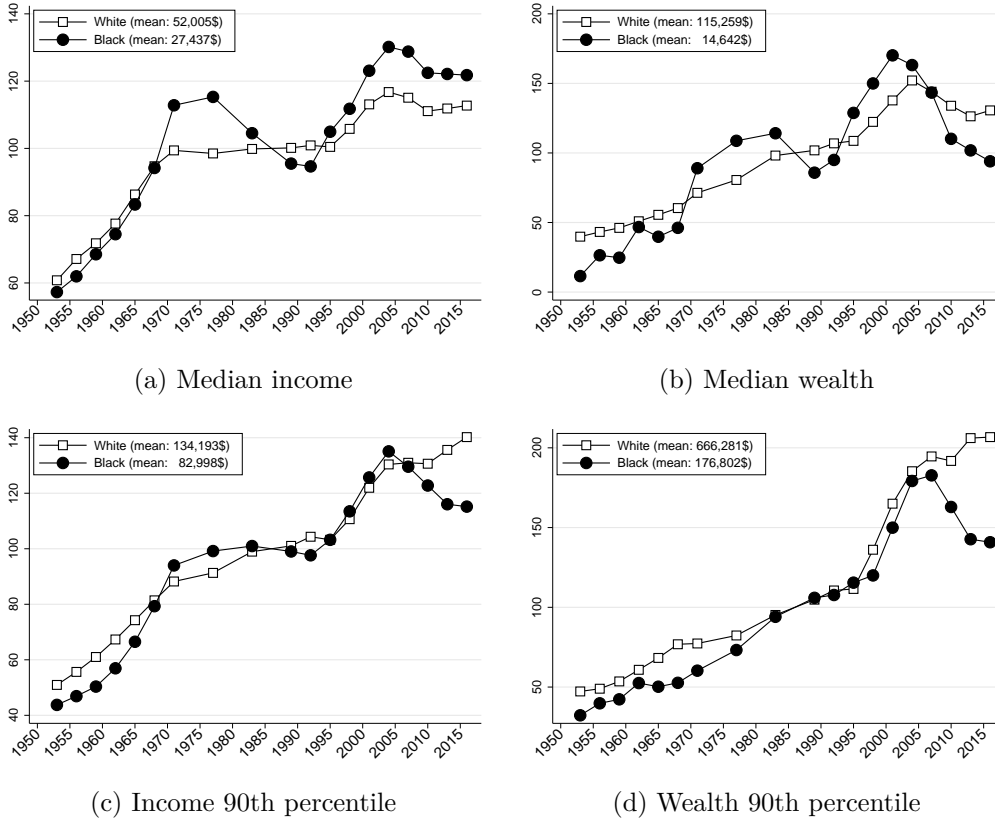 White (mean: 52,005$)
Black (mean: 27,437$)
140
120
100
80
60
1950 1955 1960 1965 1970 1975 1980 1985 1990 1995 2000 2005 2010 2015
(a) Median income
White (mean: 115,259$)
Black (mean: 14,642$)
200
150
100
50
0
1950 1955 1960 1965 1970 1975 1980 1985 1990 1995 2000 2005 2010 2015
(b) Median wealth
White (mean: 134,193$)
Black (mean: 82,998$)
140
120
100
80
60
40
1950 1955 1960 1965 1970 1975 1980 1985 1990 1995 2000 2005 2010 2015
(c) Income 90th percentile
White (mean: 666,281$)
Black (mean: 176,802$)
200
150
100
50
1950 1955 1960 1965 1970 1975 1980 1985 1990 1995 2000 2005 2010 2015
(d) Wealth 90th percentile